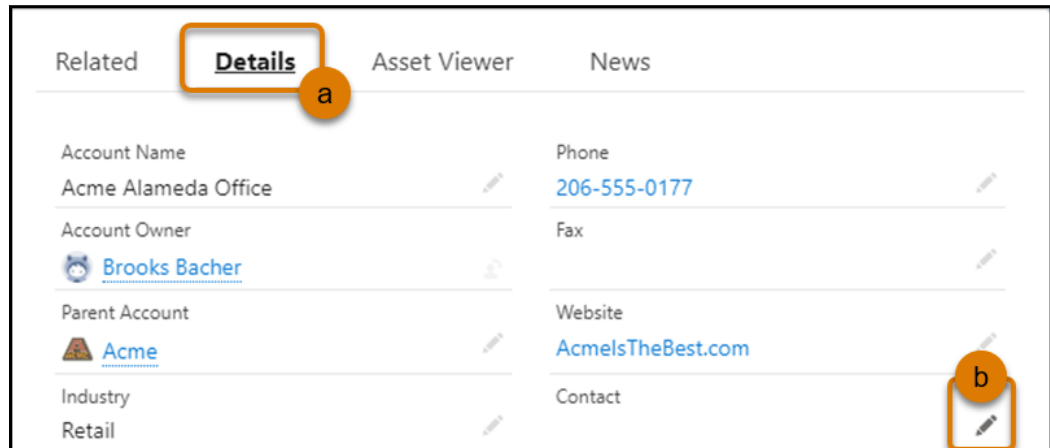 Related Details Asset Viewer News
a
Account Name
Acme Alameda Office
Phone
206-555-0177
Account Owner
Brooks Bacher
Fax
Parent Account
Acme
Website
AcmeIsTheBest.com
b
Industry
Retail
Contact